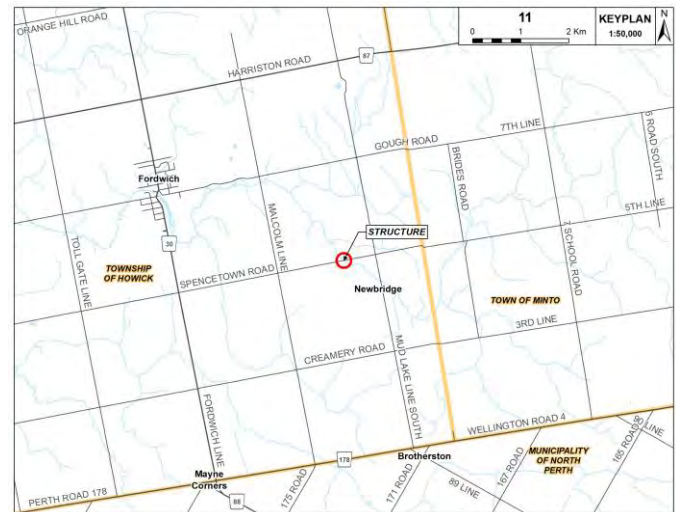 ORANGE HILL ROAD
11
0 1 2 Km
KEYPLAN
1:50,000
N
HARRISTON ROAD
87
7TH LINE
GOUGH ROAD
BRIDES ROAD
6 ROAD SOUTH
Fordwich
5TH LINE
MALCOLM LINE
STRUCTURE
30
TOLL GATE LINE
TOWNSHIP
OF HOWICK
SPENCETOWN ROAD
Newbridge
SCHOOL ROAD
TOWN OF MINTO
3RD LINE
CREAMERY ROAD
MUD LAKE LINE SOUTH
FORDWICH LINE
WELLINGTON ROAD 4
LINE
178
Brotherston
MUNICIPALITY
OF NORTH
PERTH
165 ROAD
167 ROAD
Mayne
Corners
175 ROAD
171 ROAD
89 LINE
PERTH ROAD 178
88